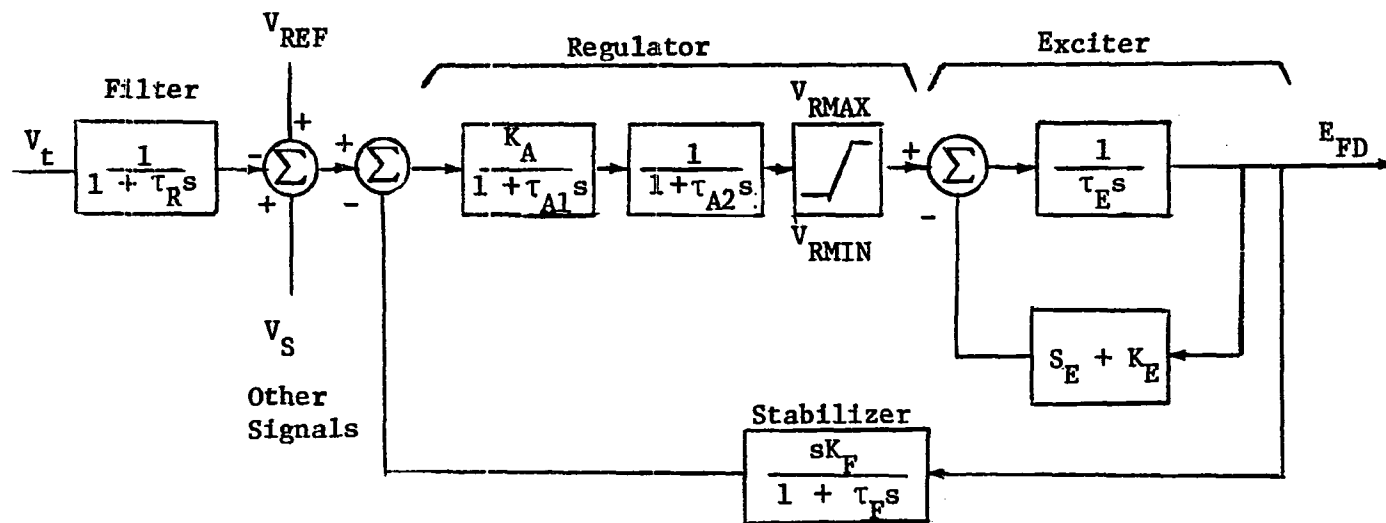 V_REF
Regulator
Exciter
Filter
V_RMAX
V_t
1
1 + τ_R s
-
+
Σ
+
+
Σ
-
K_A
1 + τ_A1 s
1
1+τ_A2 s
+
Σ
-
1
τ_E s
E_FD
V_RMIN
V_S
Other
Signals
S_E + K_E
Stabilizer
sK_F
1 + τ_F s